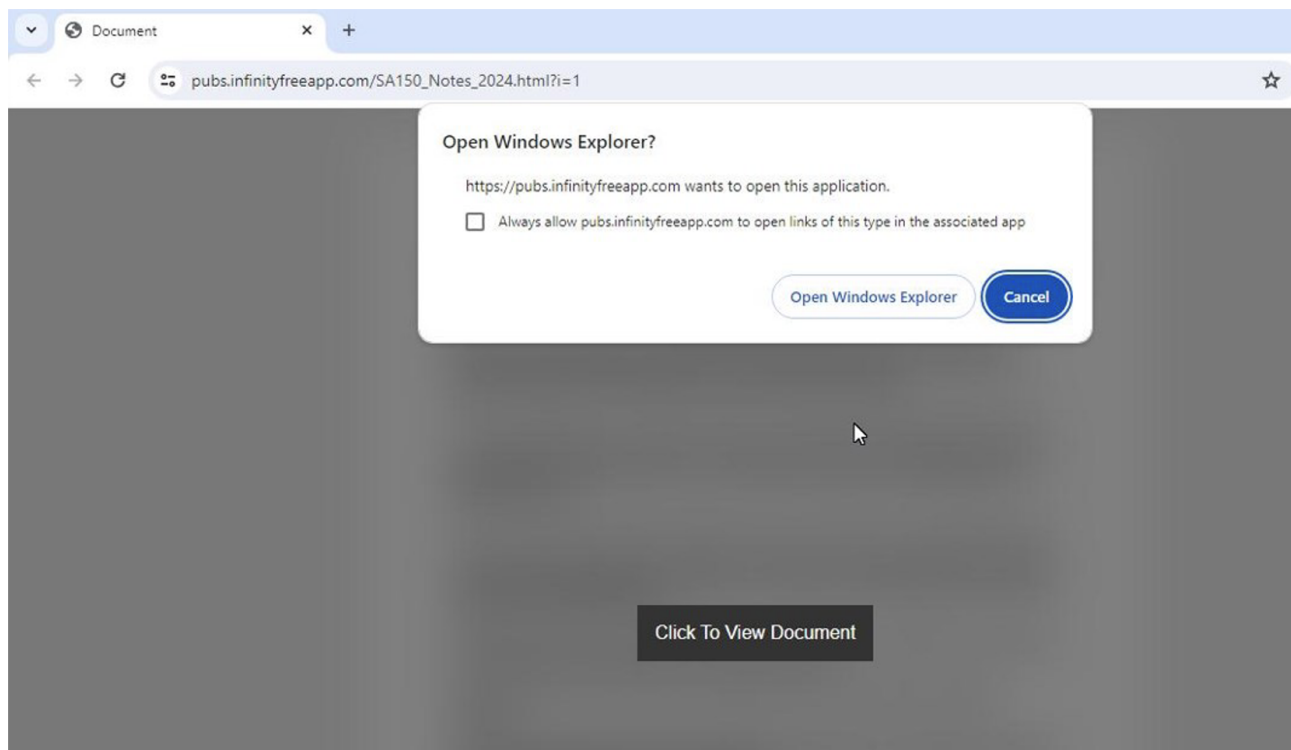 Document
pubs.infinityfreeapp.com/SA150_Notes_2024.html?i=1
Open Windows Explorer?
https://pubs.infinityfreeapp.com wants to open this application.
Always allow pubs.infinityfreeapp.com to open links of this type in the associated app
Open Windows Explorer Cancel
Click To View Document